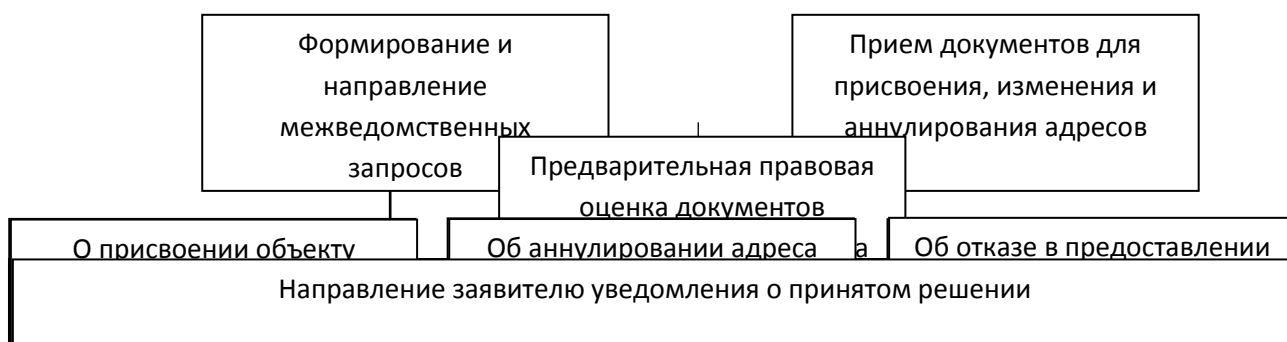 Формирование и
направление
межведомственных
запросов
Прием документов для
присвоения, изменения и
аннулирования адресов
Предварительная правовая
оценка документов
О присвоении объекту
Об аннулировании адреса
а
Об отказе в предоставлении
Направление заявителю уведомления о принятом решении